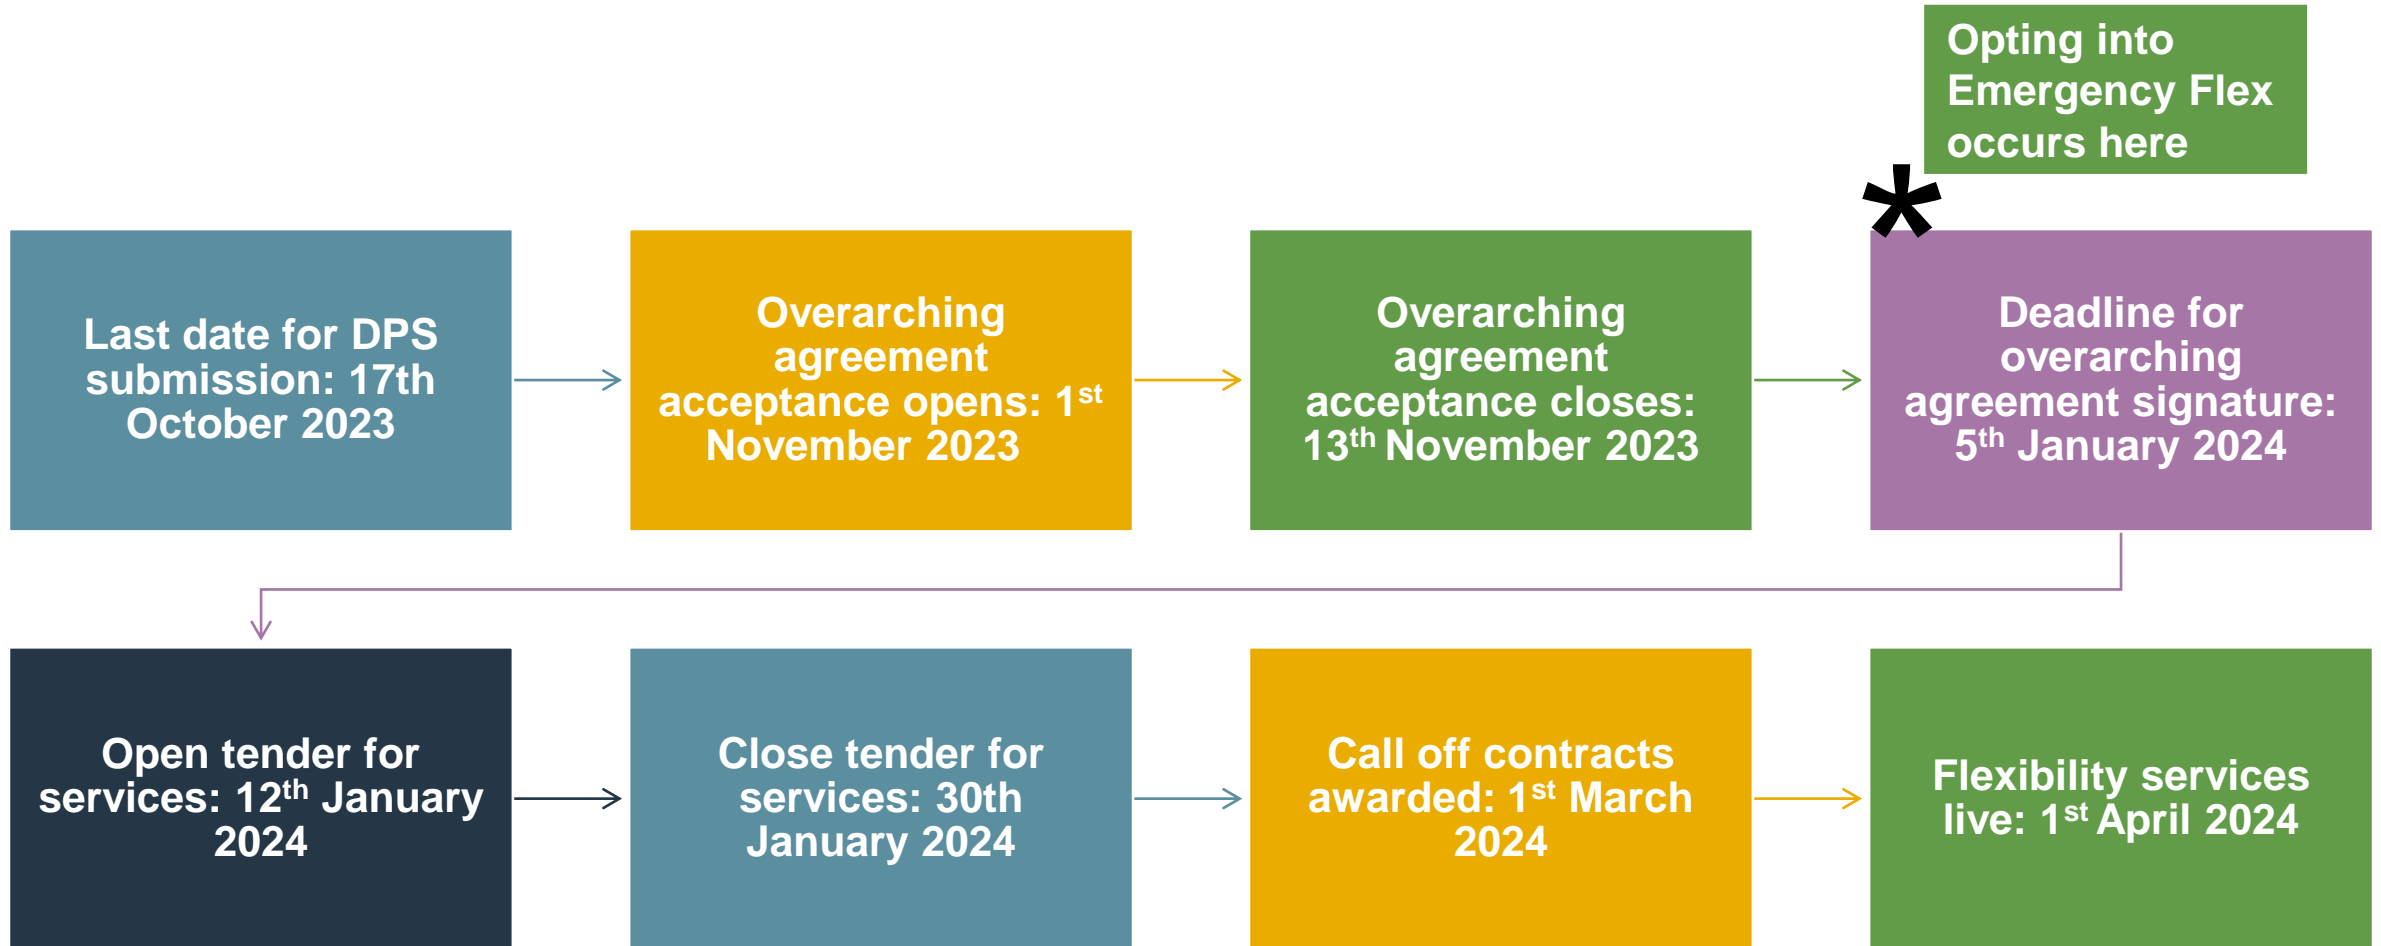 Opting into
Emergency Flex
occurs here
*
Last date for DPS
submission: 17th
October 2023
Overarching
agreement
acceptance opens: 1st
November 2023
Overarching
agreement
acceptance closes:
13th November 2023
Deadline for
overarching
agreement signature:
5th January 2024
Open tender for
services: 12th January
2024
Close tender for
services: 30th
January 2024
Call off contracts
awarded: 1st March
2024
Flexibility services
live: 1st April 2024